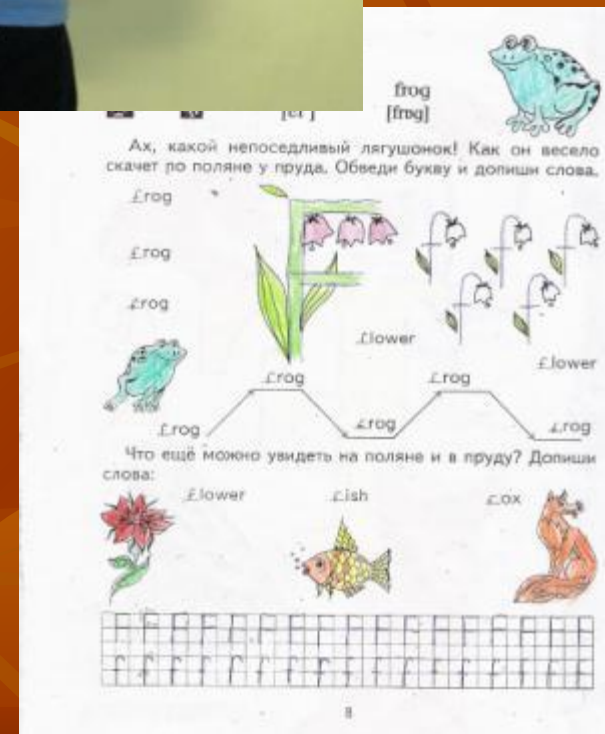 frog
[frɒg]
Ах, какой непоседливый лягушонок! Как он весело
скачет по поляне у пруда. Обведи букву и допиши слова.
frog
frog
frog
flower
flower
frog
frog
frog
frog
frog
Что ещё можно увидеть на поляне и в пруду? Допиши
слова:
flower fish fox
F F F F F F F F F F F F F F F F F
f f f f f f f f f f f f f f f f f
8